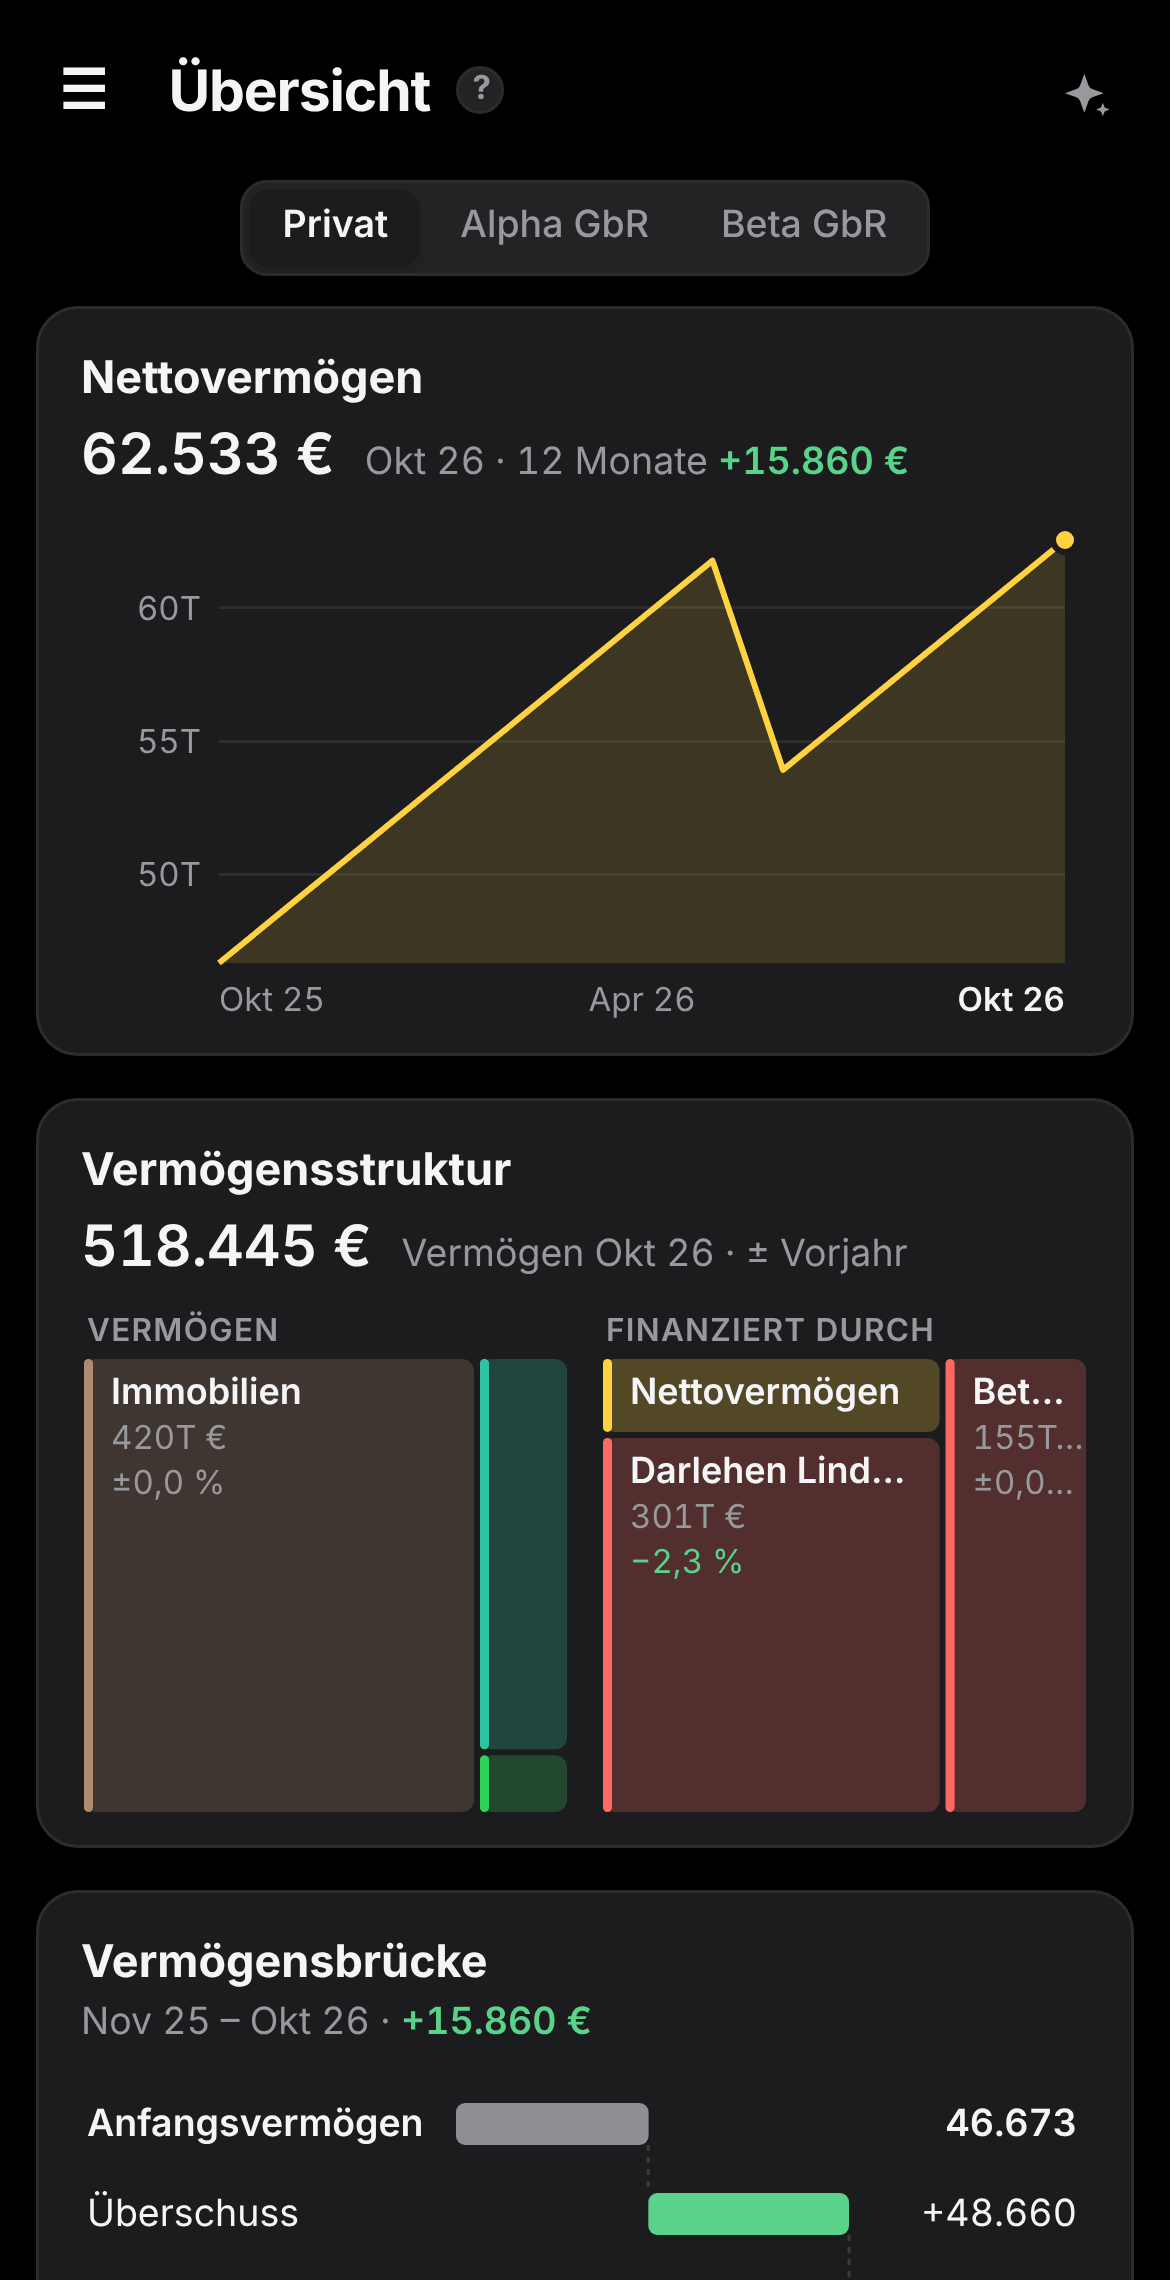 Übersicht ?
Privat Alpha GbR Beta GbR
Nettovermögen
62.533 € Okt 26 · 12 Monate +15.860 €
60T
55T
50T
Okt 25 Apr 26 Okt 26
Vermögensstruktur
518.445 € Vermögen Okt 26 · ± Vorjahr
VERMÖGEN
Immobilien
420T €
±0,0 %
FINANZIERT DURCH
Nettovermögen
Darlehen Lind...
301T €
−2,3 %
Bet...
155T...
±0,0...
Vermögensbrücke
Nov 25 – Okt 26 · +15.860 €
Anfangsvermögen 46.673
Überschuss +48.660